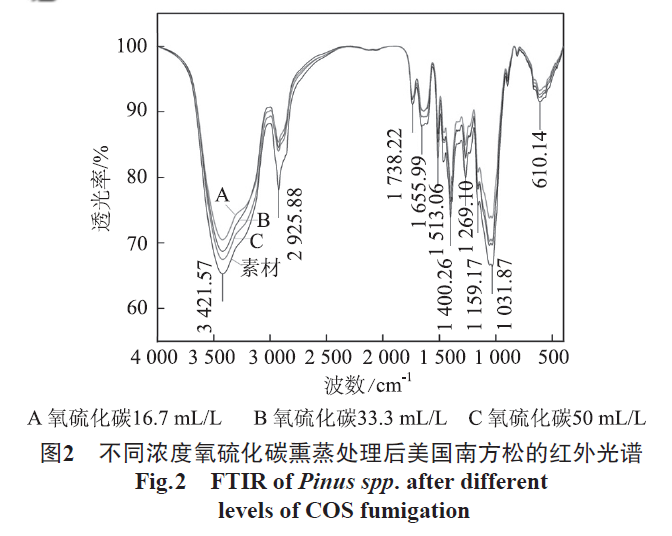 100
90
80
70
60
透光率/%
A
B
C
素材
3 421.57
2 925.88
1 738.22
1 655.99
1 513.06
1 400.26
1 269.10
1 159.17
1 031.87
610.14
4 000 3 500 3 000 2 500 2 000 1 500 1 000 500
波数/cm⁻¹
A 氧硫化碳16.7 mL/L B 氧硫化碳33.3 mL/L C 氧硫化碳50 mL/L
图2 不同浓度氧硫化碳熏蒸处理后美国南方松的红外光谱
Fig.2 FTIR of Pinus spp. after different
levels of COS fumigation